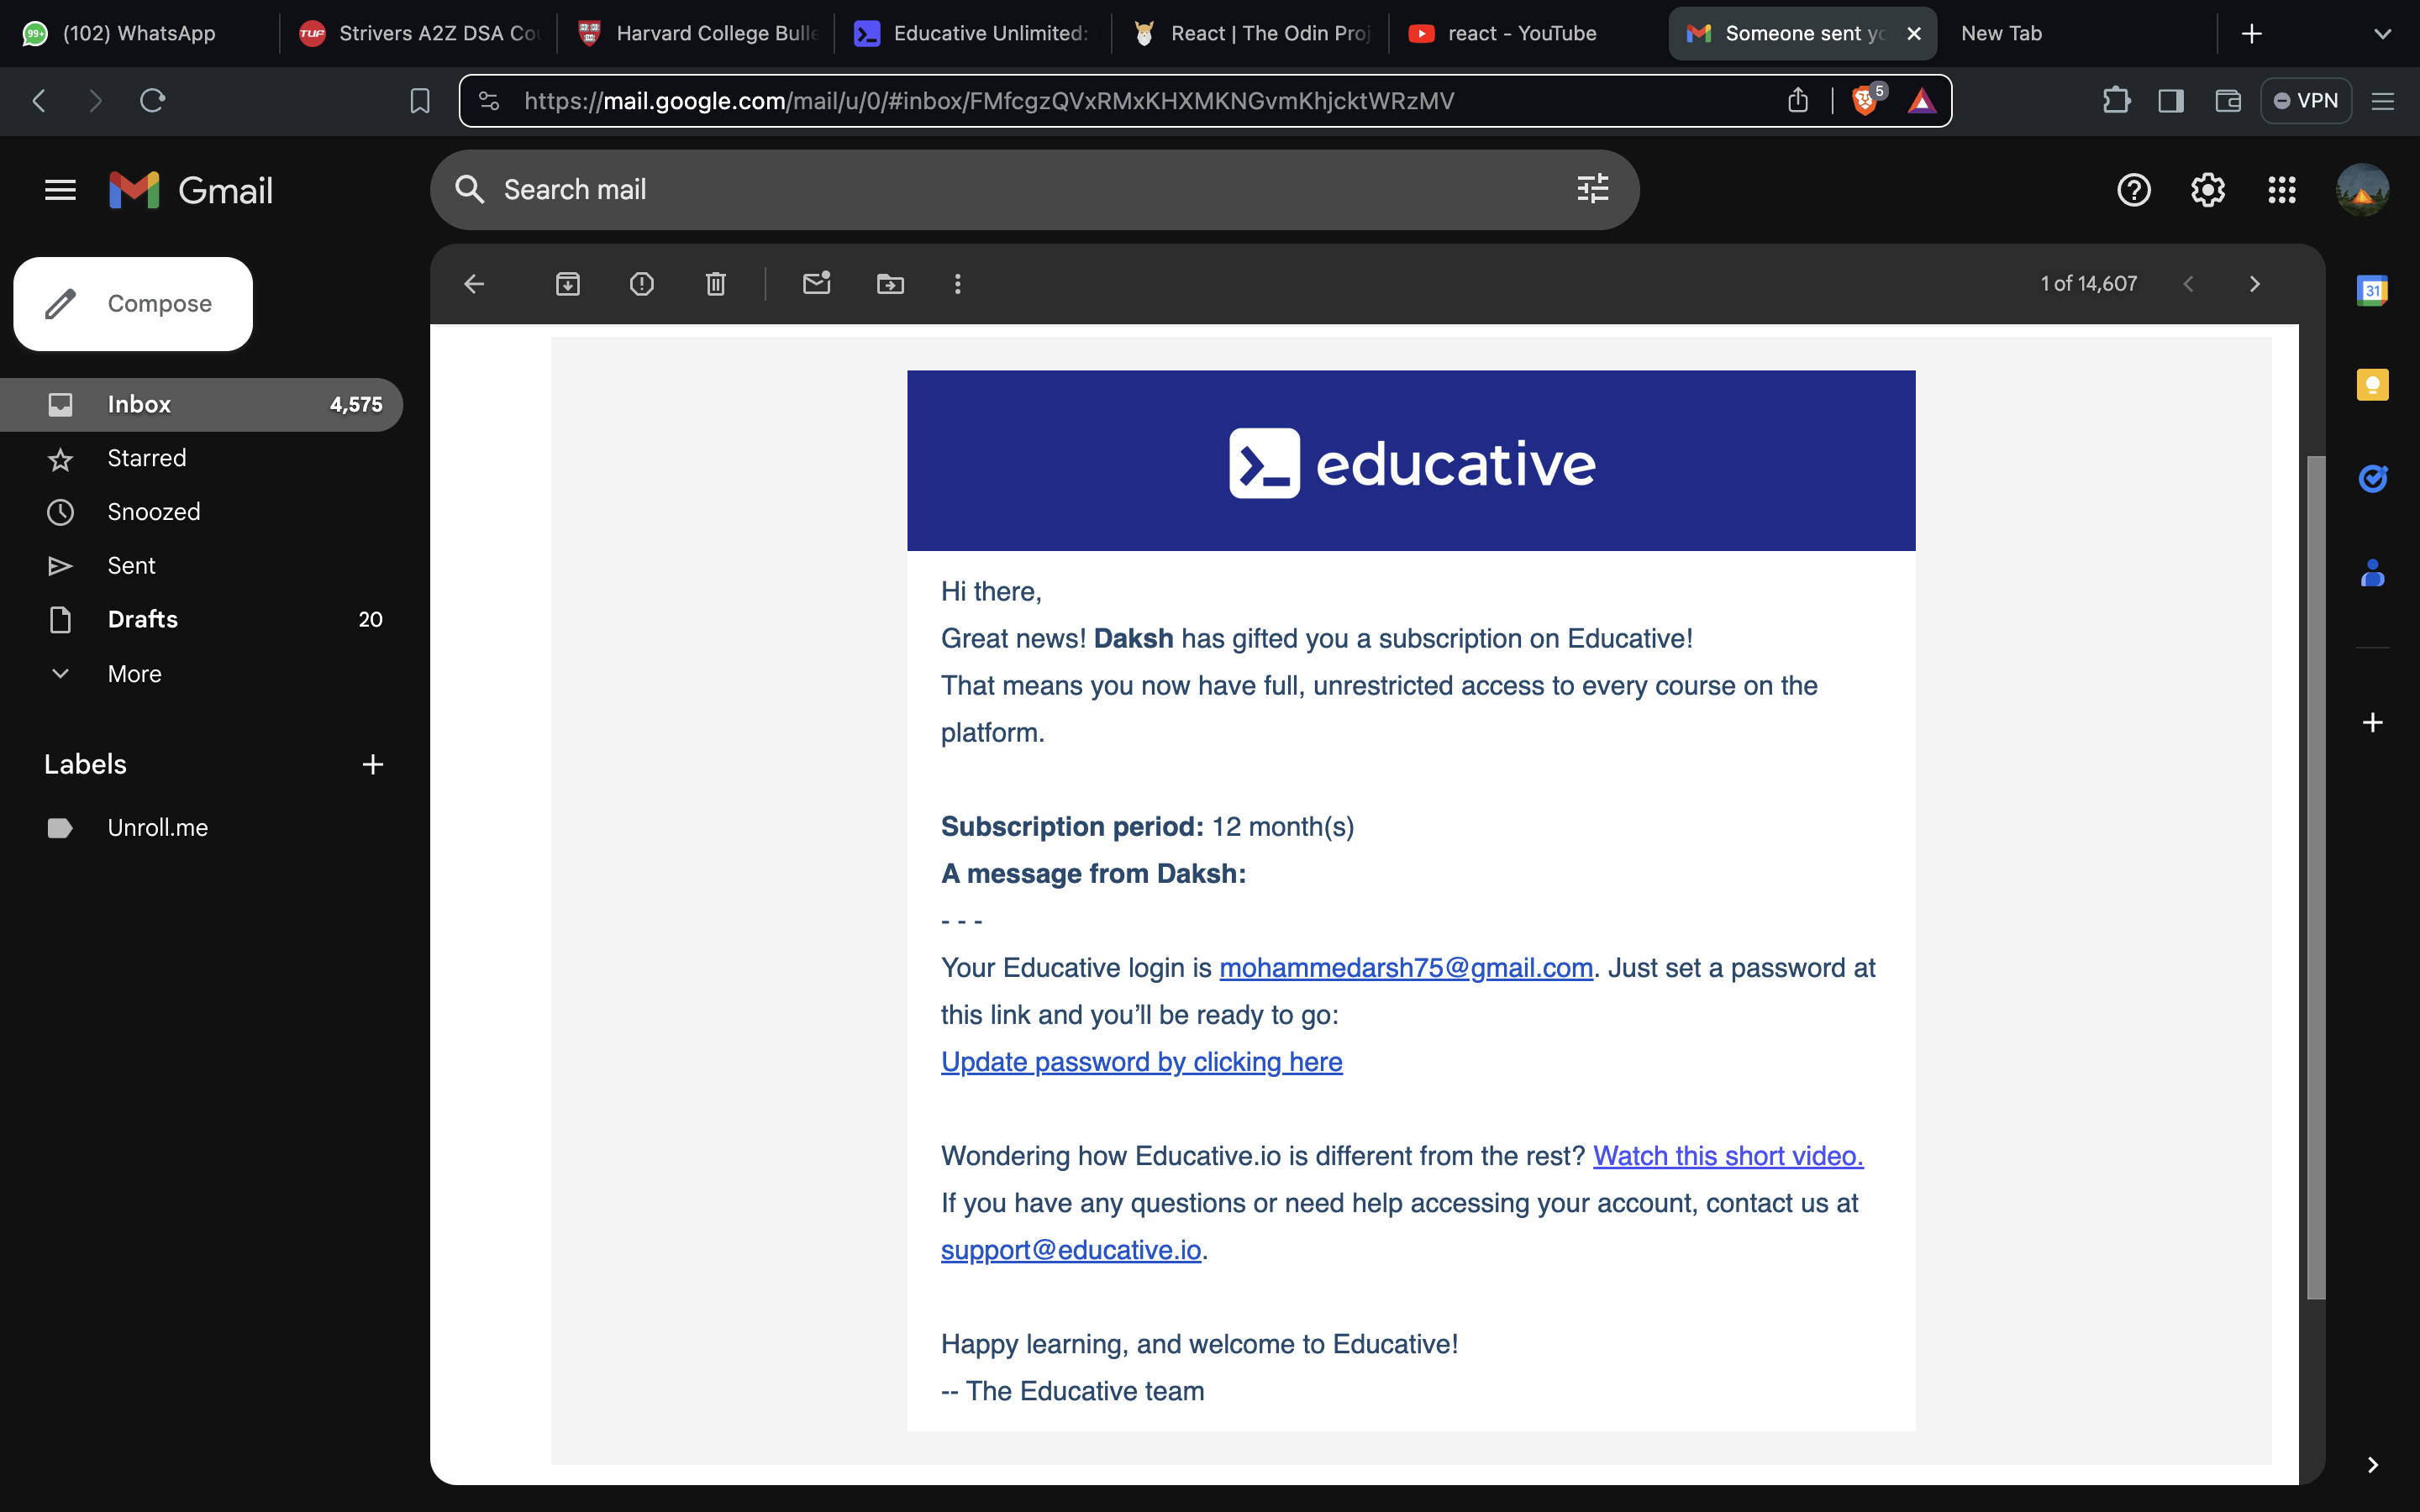 99+ (102) WhatsApp
TUF Strivers A2Z DSA Cou
Harvard College Bulle
Educative Unlimited:
React | The Odin Proj
react - YouTube
Someone sent yo
New Tab
https://mail.google.com/mail/u/0/#inbox/FMfcgzQVxRMxKHXMKNGvmKhjcktWRzMV
5
VPN
Gmail
Search mail
Compose
1 of 14,607
31
Inbox 4,575
Starred
Snoozed
Sent
Drafts 20
More
Labels
Unroll.me
educative
Hi there,
Great news! Daksh has gifted you a subscription on Educative!
That means you now have full, unrestricted access to every course on the
platform.
Subscription period: 12 month(s)
A message from Daksh:
- - -
Your Educative login is mohammedarsh75@gmail.com. Just set a password at
this link and you’ll be ready to go:
Update password by clicking here
Wondering how Educative.io is different from the rest? Watch this short video.
If you have any questions or need help accessing your account, contact us at
support@educative.io.
Happy learning, and welcome to Educative!
-- The Educative team